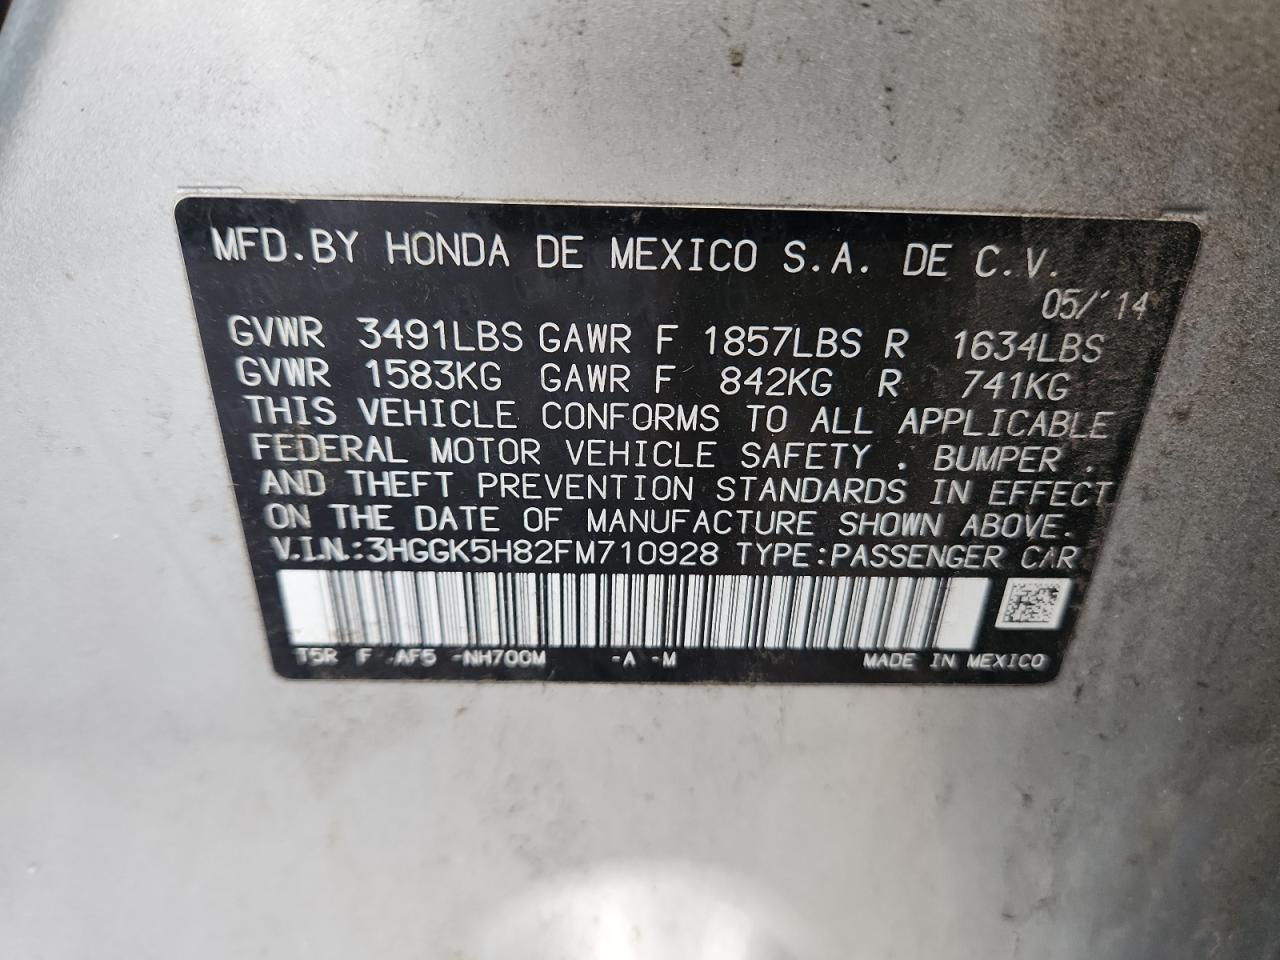 MFD.BY HONDA DE MEXICO S.A. DE C.V.
05/'14
GVWR 3491LBS GAWR F 1857LBS R 1634LBS
GVWR 1583KG GAWR F 842KG R 741KG
THIS VEHICLE CONFORMS TO ALL APPLICABLE
FEDERAL MOTOR VEHICLE SAFETY , BUMPER ,
AND THEFT PREVENTION STANDARDS IN EFFECT
ON THE DATE OF MANUFACTURE SHOWN ABOVE.
V.I.N.:3HGGK5H82FM710928 TYPE:PASSENGER CAR
T5R F AF5 -NH700M -A -M MADE IN MEXICO